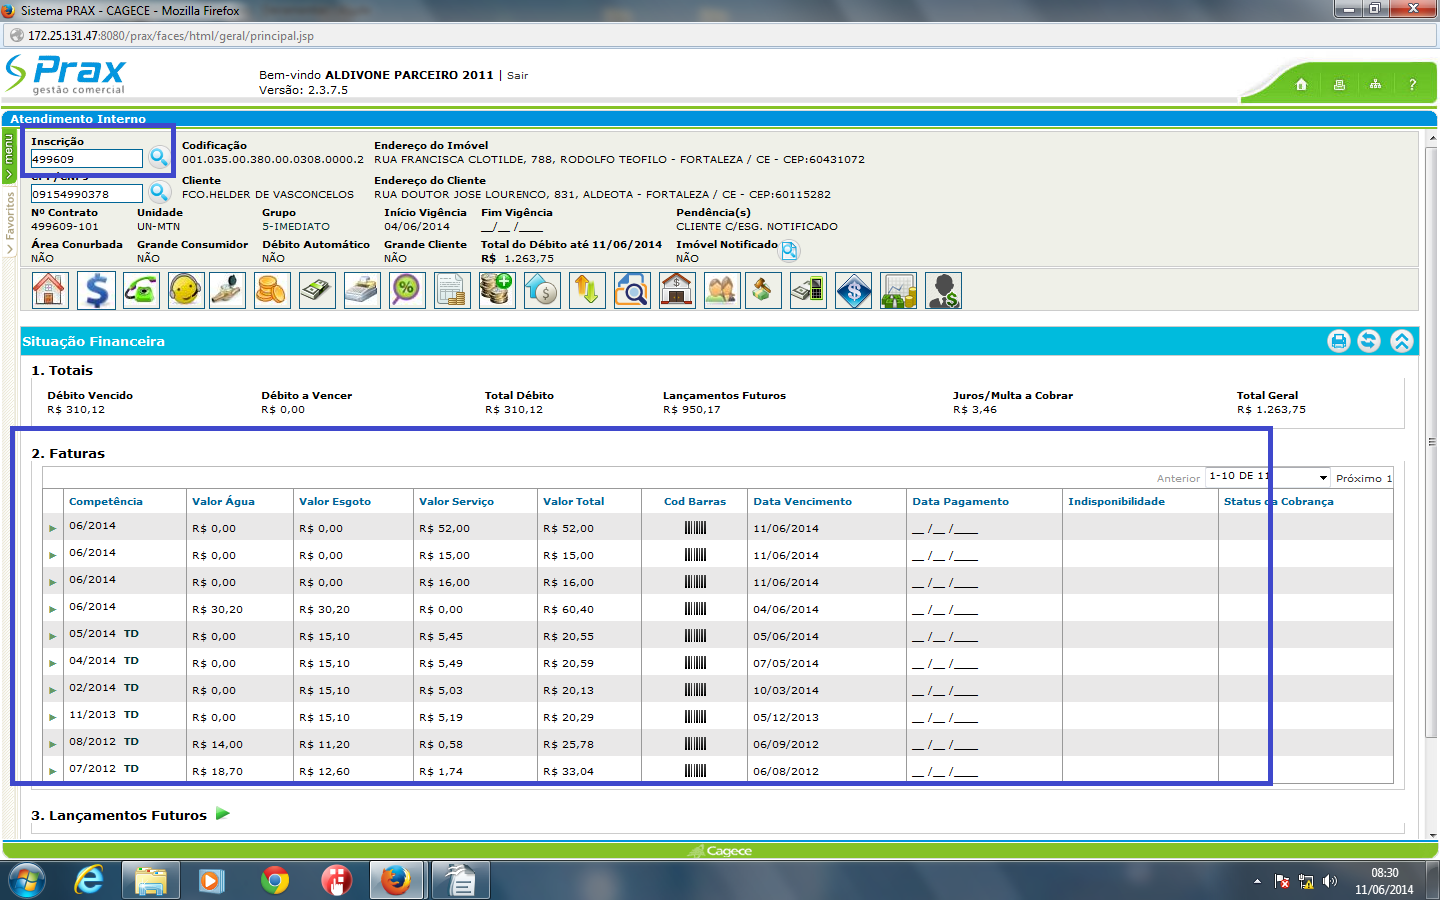 Sistema PRAX - CAGECE - Mozilla Firefox
172.25.131.47:8080/prax/faces/html/geral/principal.jsp
Prax
gestão comercial
Bem-vindo ALDIVONE PARCEIRO 2011 | Sair
Versão: 2.3.7.5
?
Atendimento Interno
menu
Favoritos
Inscrição Codificação Endereço do Imóvel
499609 001.035.00.380.00.0308.0000.2 RUA FRANCISCA CLOTILDE, 788, RODOLFO TEOFILO - FORTALEZA / CE - CEP:60431072
Cliente Endereço do Cliente
09154990378 FCO.HELDER DE VASCONCELOS RUA DOUTOR JOSE LOURENCO, 831, ALDEOTA - FORTALEZA / CE - CEP:60115282
Nº Contrato Unidade Grupo Início Vigência Fim Vigência Pendência(s)
499609-101 UN-MTN 5-IMEDIATO 04/06/2014 __/__/____ CLIENTE C/ESG. NOTIFICADO
Área Conurbada Grande Consumidor Débito Automático Grande Cliente Total do Débito até 11/06/2014 Imóvel Notificado
NÃO NÃO NÃO NÃO R$ 1.263,75 NÃO
Situação Financeira
1. Totais
Débito Vencido Débito a Vencer Total Débito Lançamentos Futuros Juros/Multa a Cobrar Total Geral
R$ 310,12 R$ 0,00 R$ 310,12 R$ 950,17 R$ 3,46 R$ 1.263,75
2. Faturas
Anterior 1-10 DE 11 Próximo 1
Competência Valor Água Valor Esgoto Valor Serviço Valor Total Cod Barras Data Vencimento Data Pagamento Indisponibilidade Status da Cobrança
06/2014 R$ 0,00 R$ 0,00 R$ 52,00 R$ 52,00 11/06/2014 __/__/____
06/2014 R$ 0,00 R$ 0,00 R$ 15,00 R$ 15,00 11/06/2014 __/__/____
06/2014 R$ 0,00 R$ 0,00 R$ 16,00 R$ 16,00 11/06/2014 __/__/____
06/2014 R$ 30,20 R$ 30,20 R$ 0,00 R$ 60,40 04/06/2014 __/__/____
05/2014 TD R$ 0,00 R$ 15,10 R$ 5,45 R$ 20,55 05/06/2014 __/__/____
04/2014 TD R$ 0,00 R$ 15,10 R$ 5,49 R$ 20,59 07/05/2014 __/__/____
02/2014 TD R$ 0,00 R$ 15,10 R$ 5,03 R$ 20,13 10/03/2014 __/__/____
11/2013 TD R$ 0,00 R$ 15,10 R$ 5,19 R$ 20,29 05/12/2013 __/__/____
08/2012 TD R$ 14,00 R$ 11,20 R$ 0,58 R$ 25,78 06/09/2012 __/__/____
07/2012 TD R$ 18,70 R$ 12,60 R$ 1,74 R$ 33,04 06/08/2012 __/__/____
3. Lançamentos Futuros
Cagece
08:30
11/06/2014